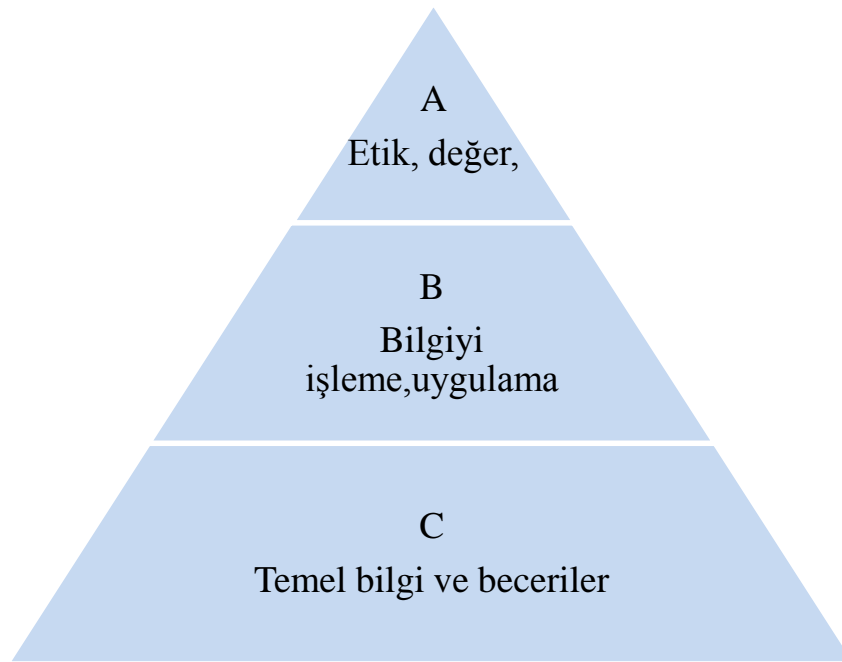 A
Etik, değer,
B
Bilgiyi
işleme,uygulama
C
Temel bilgi ve beceriler